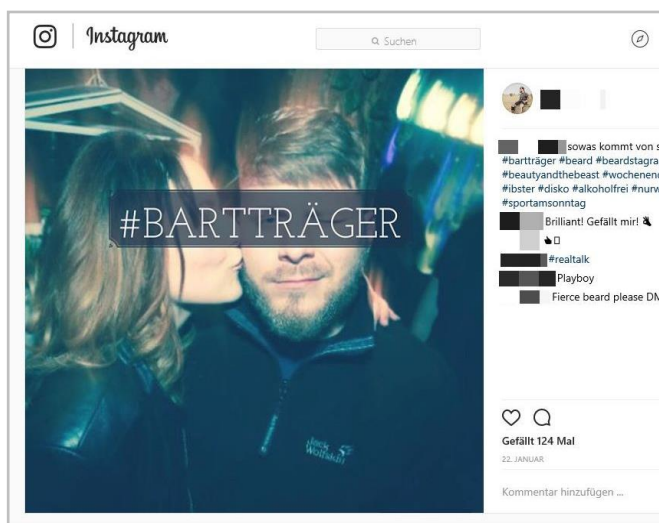 Instagram
Suchen
#BARTTRÄGER
Jack
Wolfskin
sowas kommt von s
#bartträger #beard #beardstagra
#beautyandthebeast #wochenen
#ibster #disko #alkoholfrei #nurw
#sportamsonntag
Brilliant! Gefällt mir!
#realtalk
Playboy
Fierce beard please DM
Gefällt 124 Mal
22. JANUAR
Kommentar hinzufügen ...